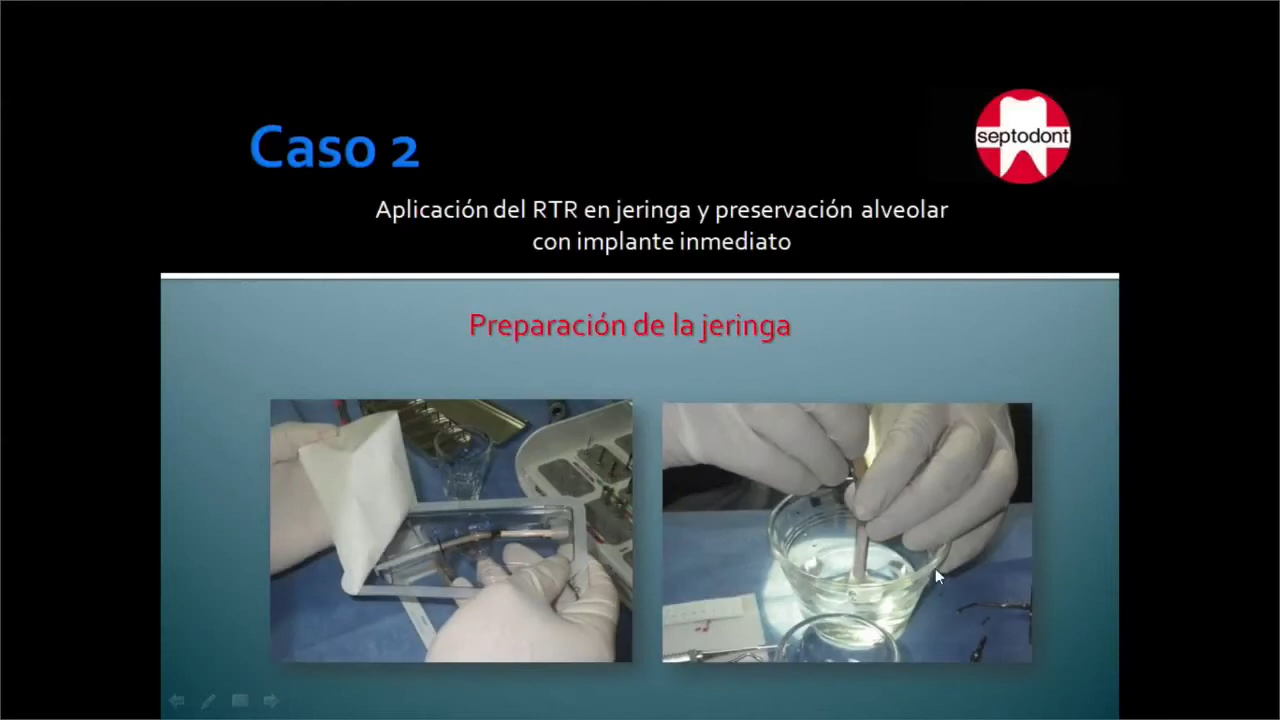 Caso 2
septodont
Aplicación del RTR en jeringa y preservación alveolar
con implante inmediato
Preparación de la jeringa